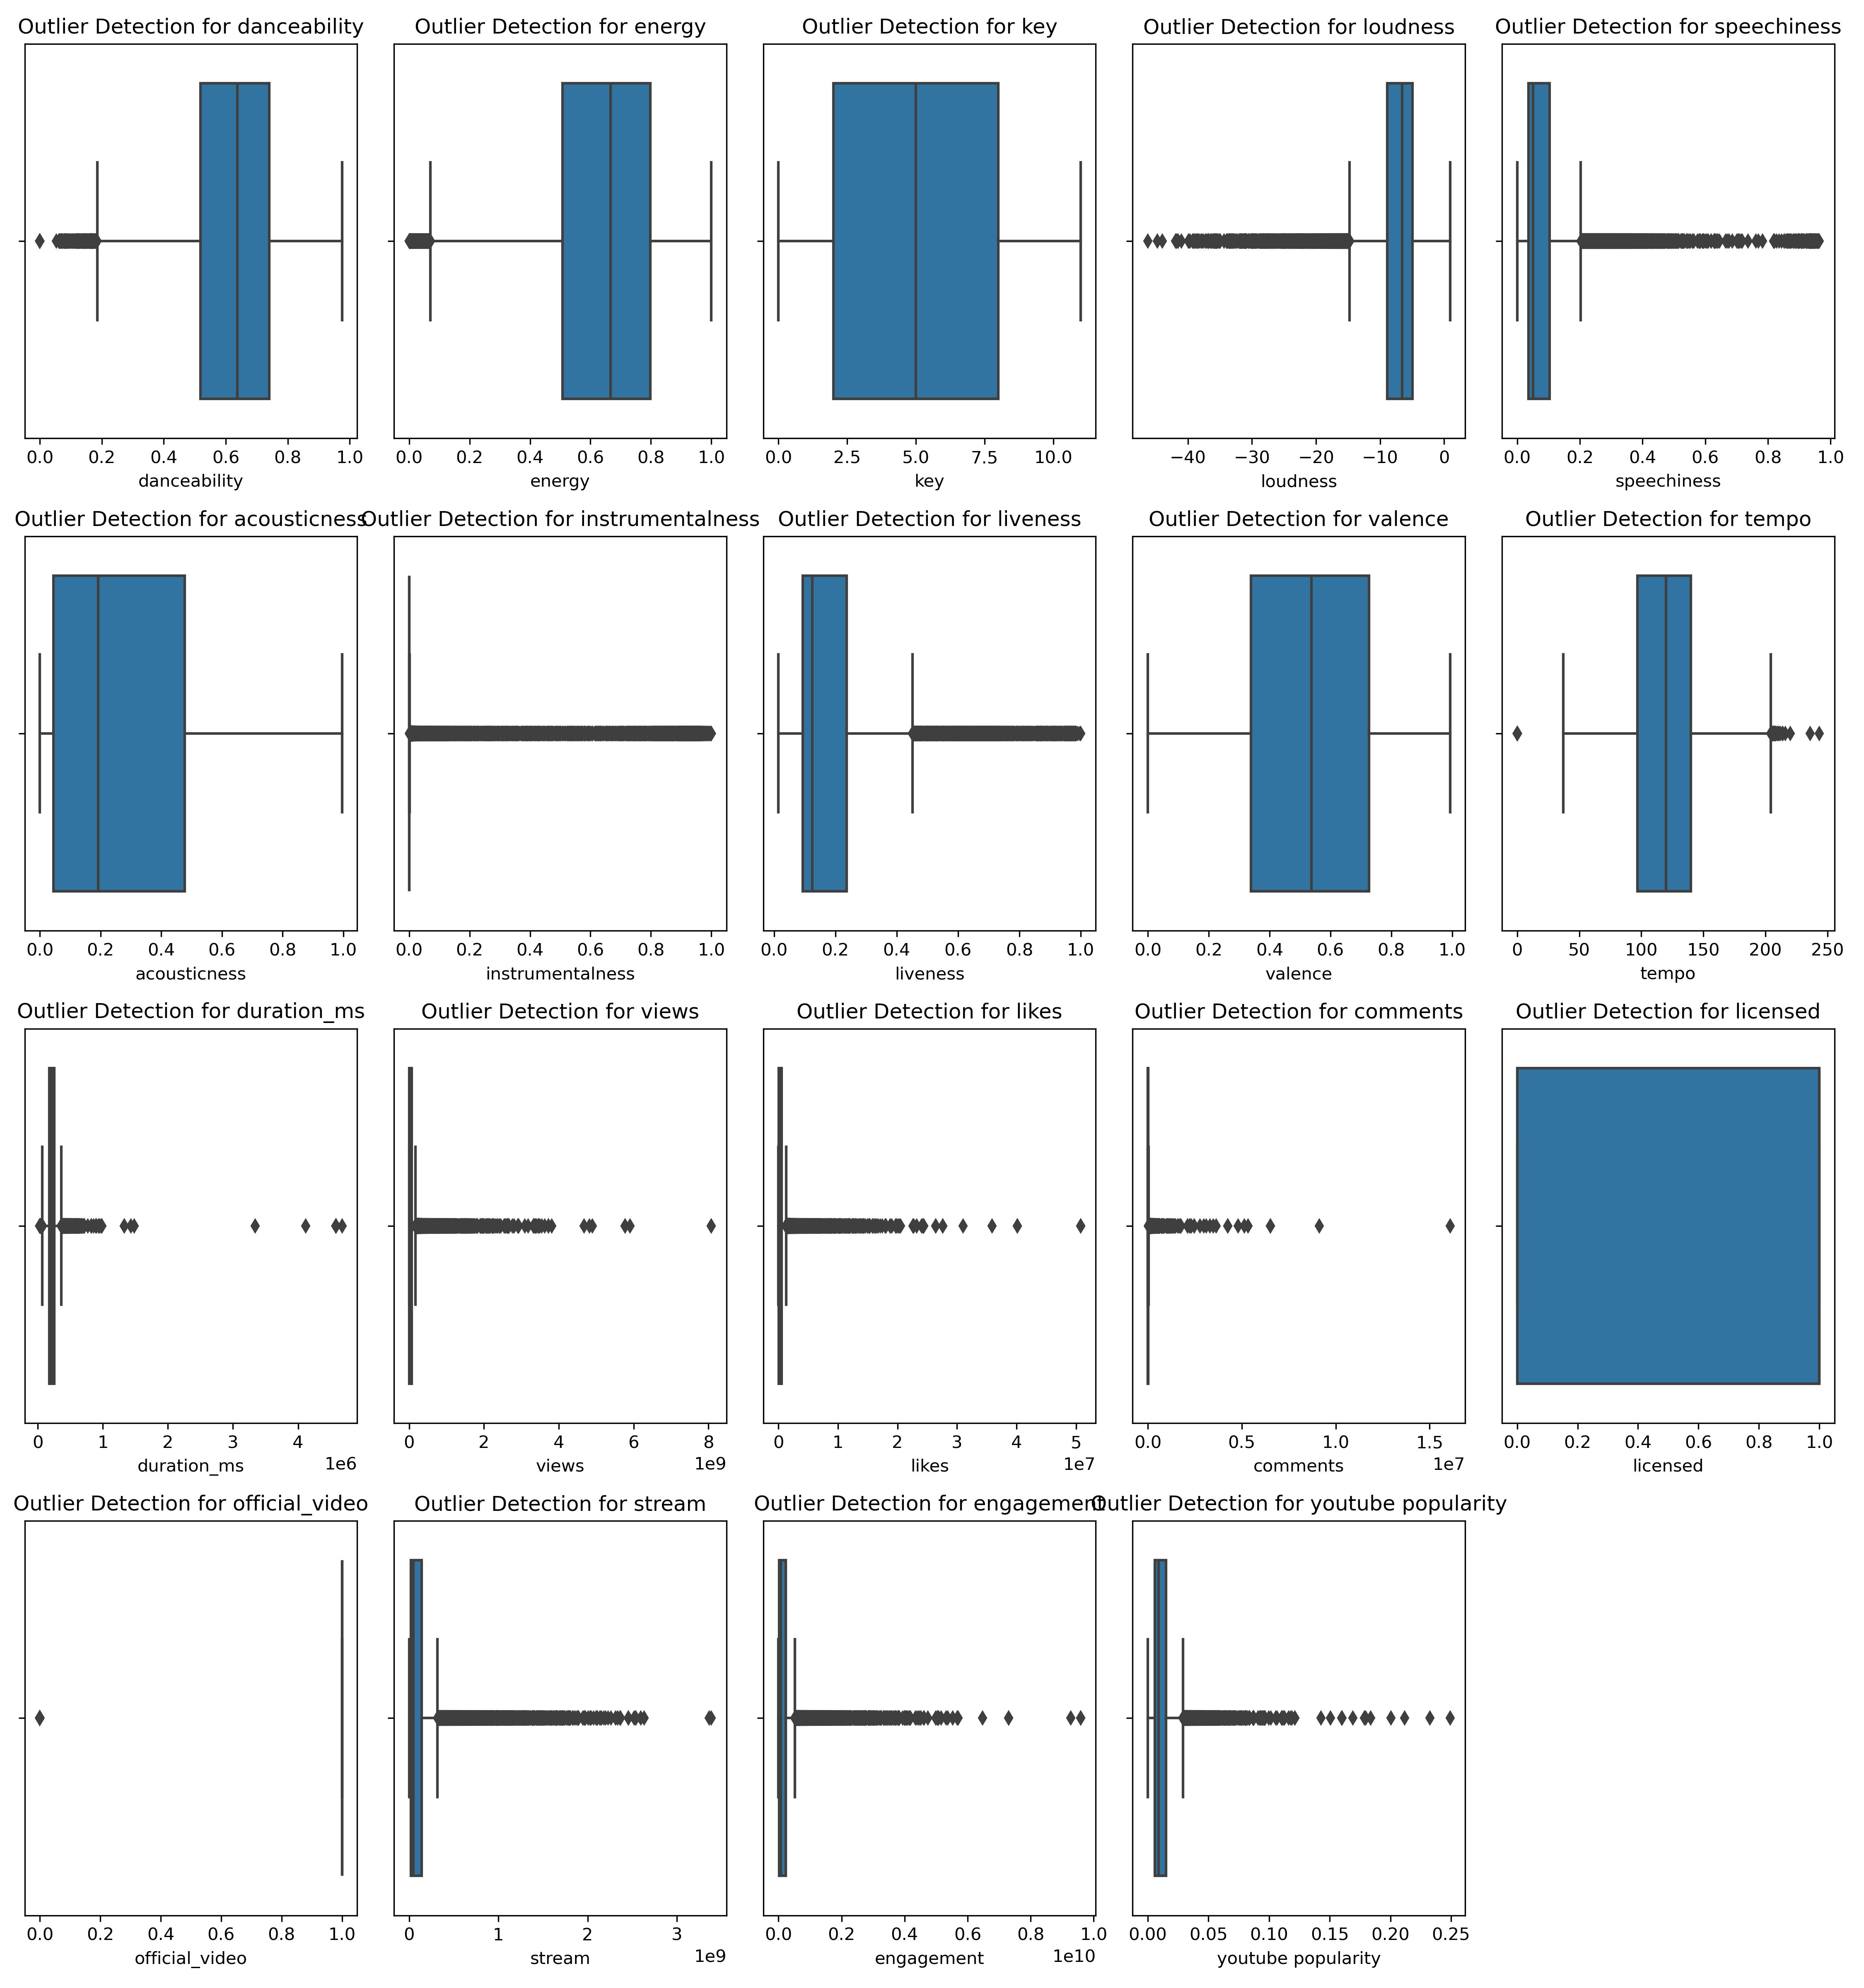 Outlier Detection for danceability
0.0 0.2 0.4 0.6 0.8 1.0
danceability
Outlier Detection for energy
0.0 0.2 0.4 0.6 0.8 1.0
energy
Outlier Detection for key
0.0 2.5 5.0 7.5 10.0
key
Outlier Detection for loudness
−40 −30 −20 −10 0
loudness
Outlier Detection for speechiness
0.0 0.2 0.4 0.6 0.8 1.0
speechiness
Outlier Detection for acousticness
0.0 0.2 0.4 0.6 0.8 1.0
acousticness
Outlier Detection for instrumentalness
0.0 0.2 0.4 0.6 0.8 1.0
instrumentalness
Outlier Detection for liveness
0.0 0.2 0.4 0.6 0.8 1.0
liveness
Outlier Detection for valence
0.0 0.2 0.4 0.6 0.8 1.0
valence
Outlier Detection for tempo
0 50 100 150 200 250
tempo
Outlier Detection for duration_ms
0 1 2 3 4
1e6
duration_ms
Outlier Detection for views
0 2 4 6 8
1e9
views
Outlier Detection for likes
0 1 2 3 4 5
1e7
likes
Outlier Detection for comments
0.0 0.5 1.0 1.5
1e7
comments
Outlier Detection for licensed
0.0 0.2 0.4 0.6 0.8 1.0
licensed
Outlier Detection for official_video
0.0 0.2 0.4 0.6 0.8 1.0
official_video
Outlier Detection for stream
0 1 2 3
1e9
stream
Outlier Detection for engagement
0.0 0.2 0.4 0.6 0.8 1.0
1e10
engagement
Outlier Detection for youtube popularity
0.00 0.05 0.10 0.15 0.20 0.25
youtube popularity